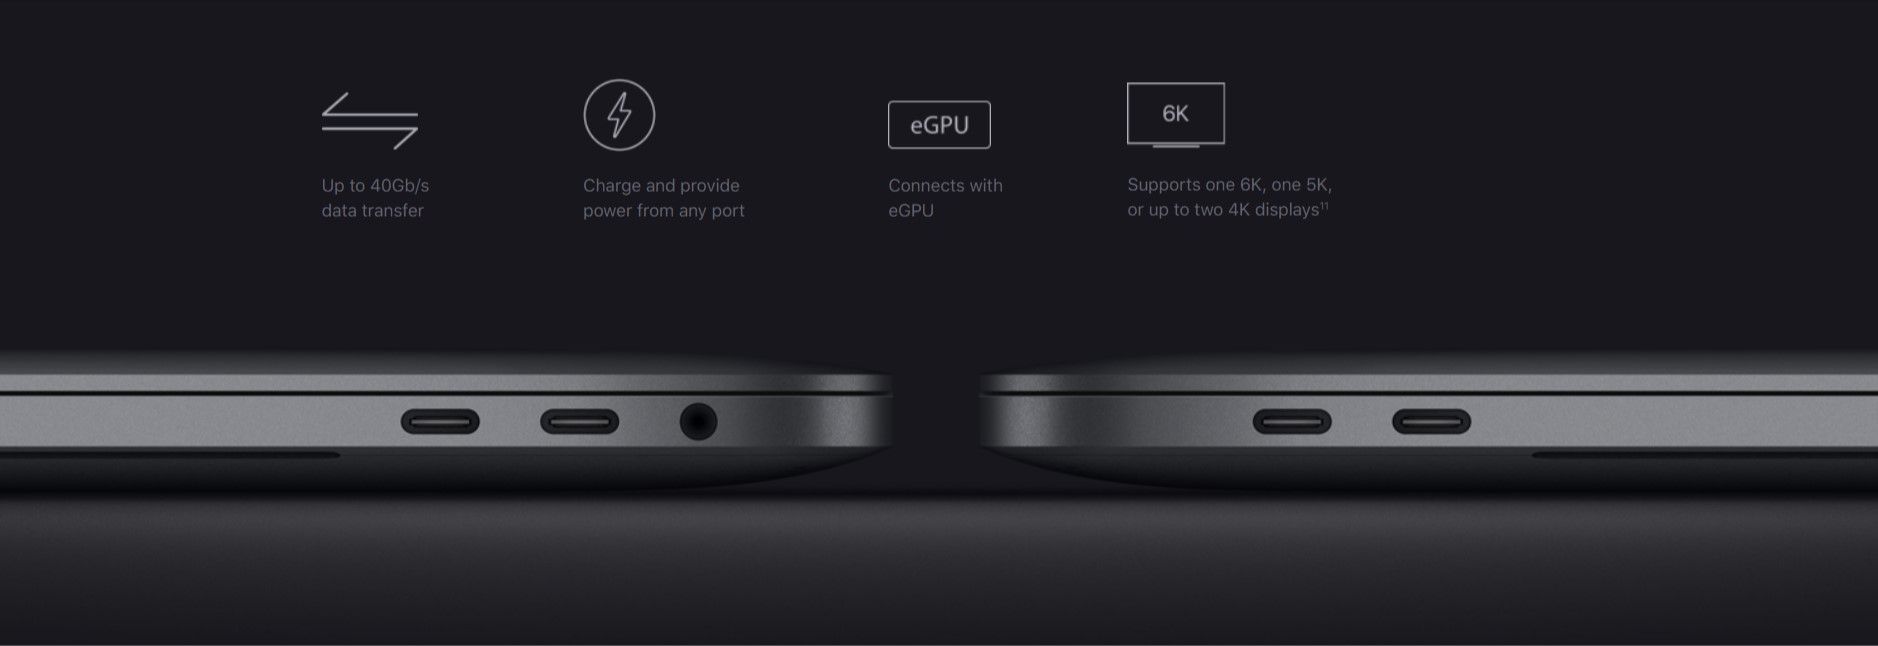 eGPU
6K
Up to 40Gb/s
data transfer
Charge and provide
power from any port
Connects with
eGPU
Supports one 6K, one 5K,
or up to two 4K displays¹¹